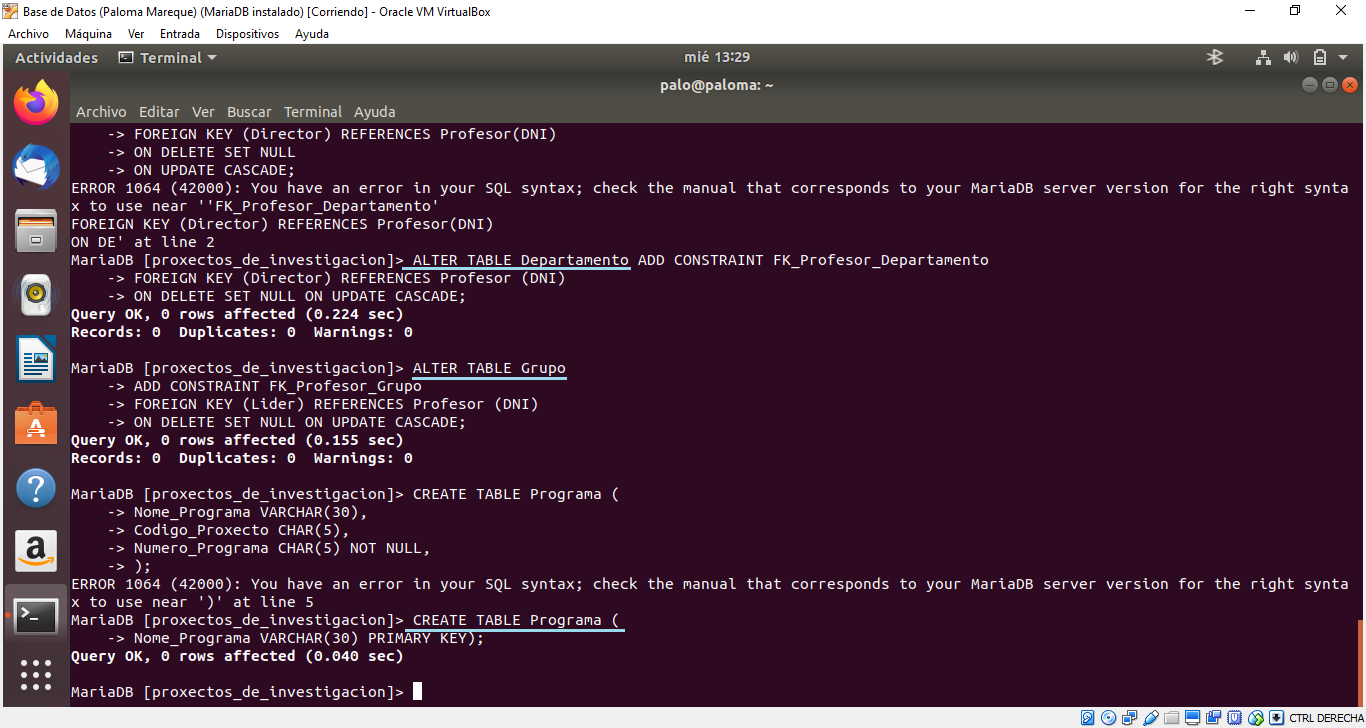 Base de Datos (Paloma Mareque) (MariaDB instalado) [Corriendo] - Oracle VM VirtualBox
Archivo Máquina Ver Entrada Dispositivos Ayuda
Actividades Terminal mié 13:29
palo@paloma: ~
Archivo Editar Ver Buscar Terminal Ayuda
-> FOREIGN KEY (Director) REFERENCES Profesor(DNI)
-> ON DELETE SET NULL
-> ON UPDATE CASCADE;
ERROR 1064 (42000): You have an error in your SQL syntax; check the manual that corresponds to your MariaDB server version for the right synta
x to use near ''FK_Profesor_Departamento'
FOREIGN KEY (Director) REFERENCES Profesor(DNI)
ON DE' at line 2
MariaDB [proxectos_de_investigacion]> ALTER TABLE Departamento ADD CONSTRAINT FK_Profesor_Departamento
-> FOREIGN KEY (Director) REFERENCES Profesor (DNI)
-> ON DELETE SET NULL ON UPDATE CASCADE;
Query OK, 0 rows affected (0.224 sec)
Records: 0  Duplicates: 0  Warnings: 0
MariaDB [proxectos_de_investigacion]> ALTER TABLE Grupo
-> ADD CONSTRAINT FK_Profesor_Grupo
-> FOREIGN KEY (Lider) REFERENCES Profesor (DNI)
-> ON DELETE SET NULL ON UPDATE CASCADE;
Query OK, 0 rows affected (0.155 sec)
Records: 0  Duplicates: 0  Warnings: 0
MariaDB [proxectos_de_investigacion]> CREATE TABLE Programa (
-> Nome_Programa VARCHAR(30),
-> Codigo_Proxecto CHAR(5),
-> Numero_Programa CHAR(5) NOT NULL,
-> );
ERROR 1064 (42000): You have an error in your SQL syntax; check the manual that corresponds to your MariaDB server version for the right synta
x to use near ')' at line 5
MariaDB [proxectos_de_investigacion]> CREATE TABLE Programa (
-> Nome_Programa VARCHAR(30) PRIMARY KEY);
Query OK, 0 rows affected (0.040 sec)
MariaDB [proxectos_de_investigacion]>
CTRL DERECHA